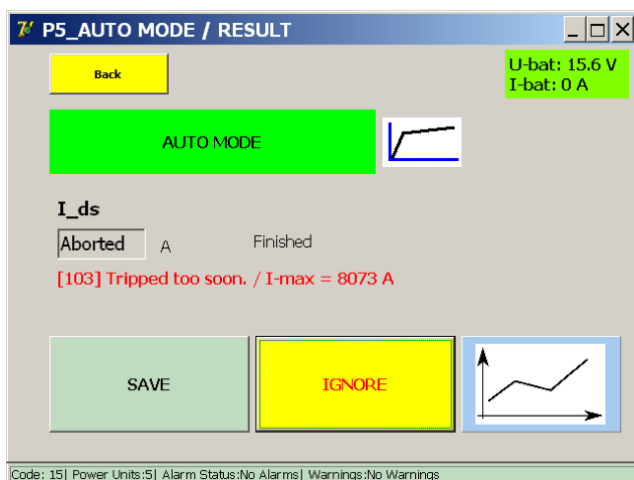 P5_AUTO MODE / RESULT
Back
U-bat: 15.6 V
I-bat: 0 A
AUTO MODE
I_ds
Aborted A Finished
[103] Tripped too soon. / I-max = 8073 A
SAVE IGNORE
Code: 15| Power Units:5| Alarm Status:No Alarms| Warnings:No Warnings